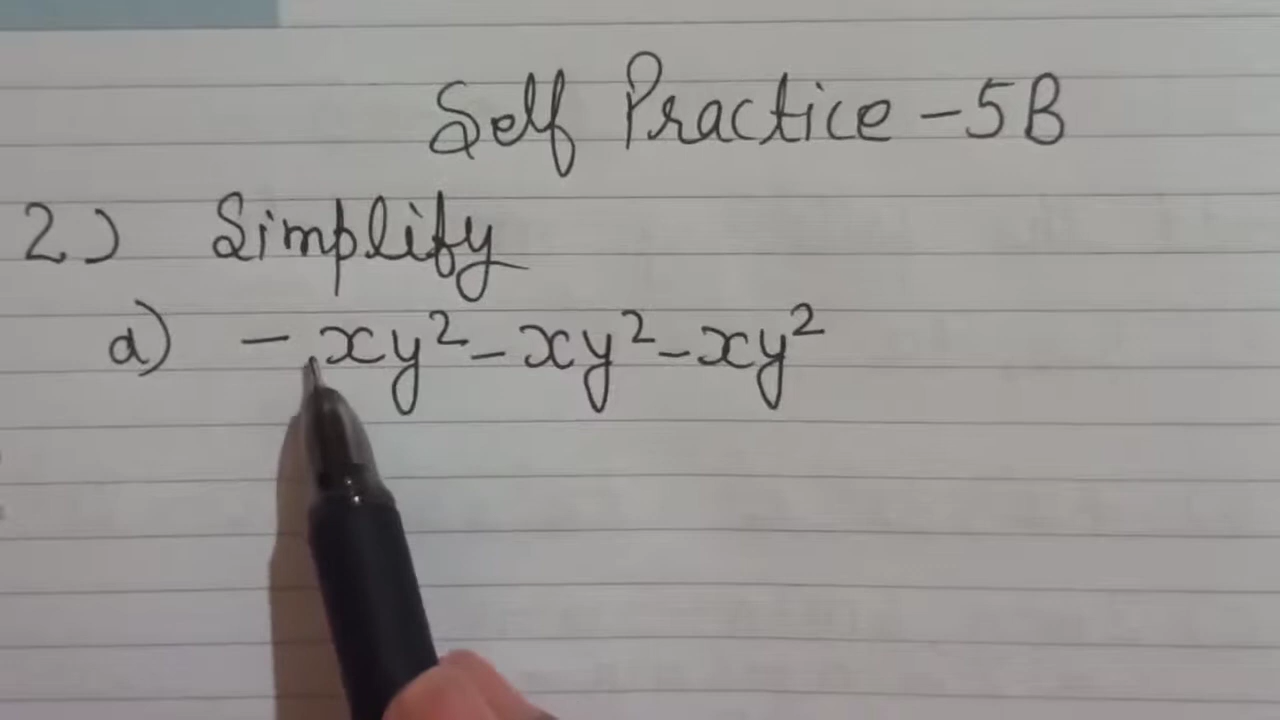 Self Practice - 5B
2) Simplify
a) - xy² - xy² - xy²